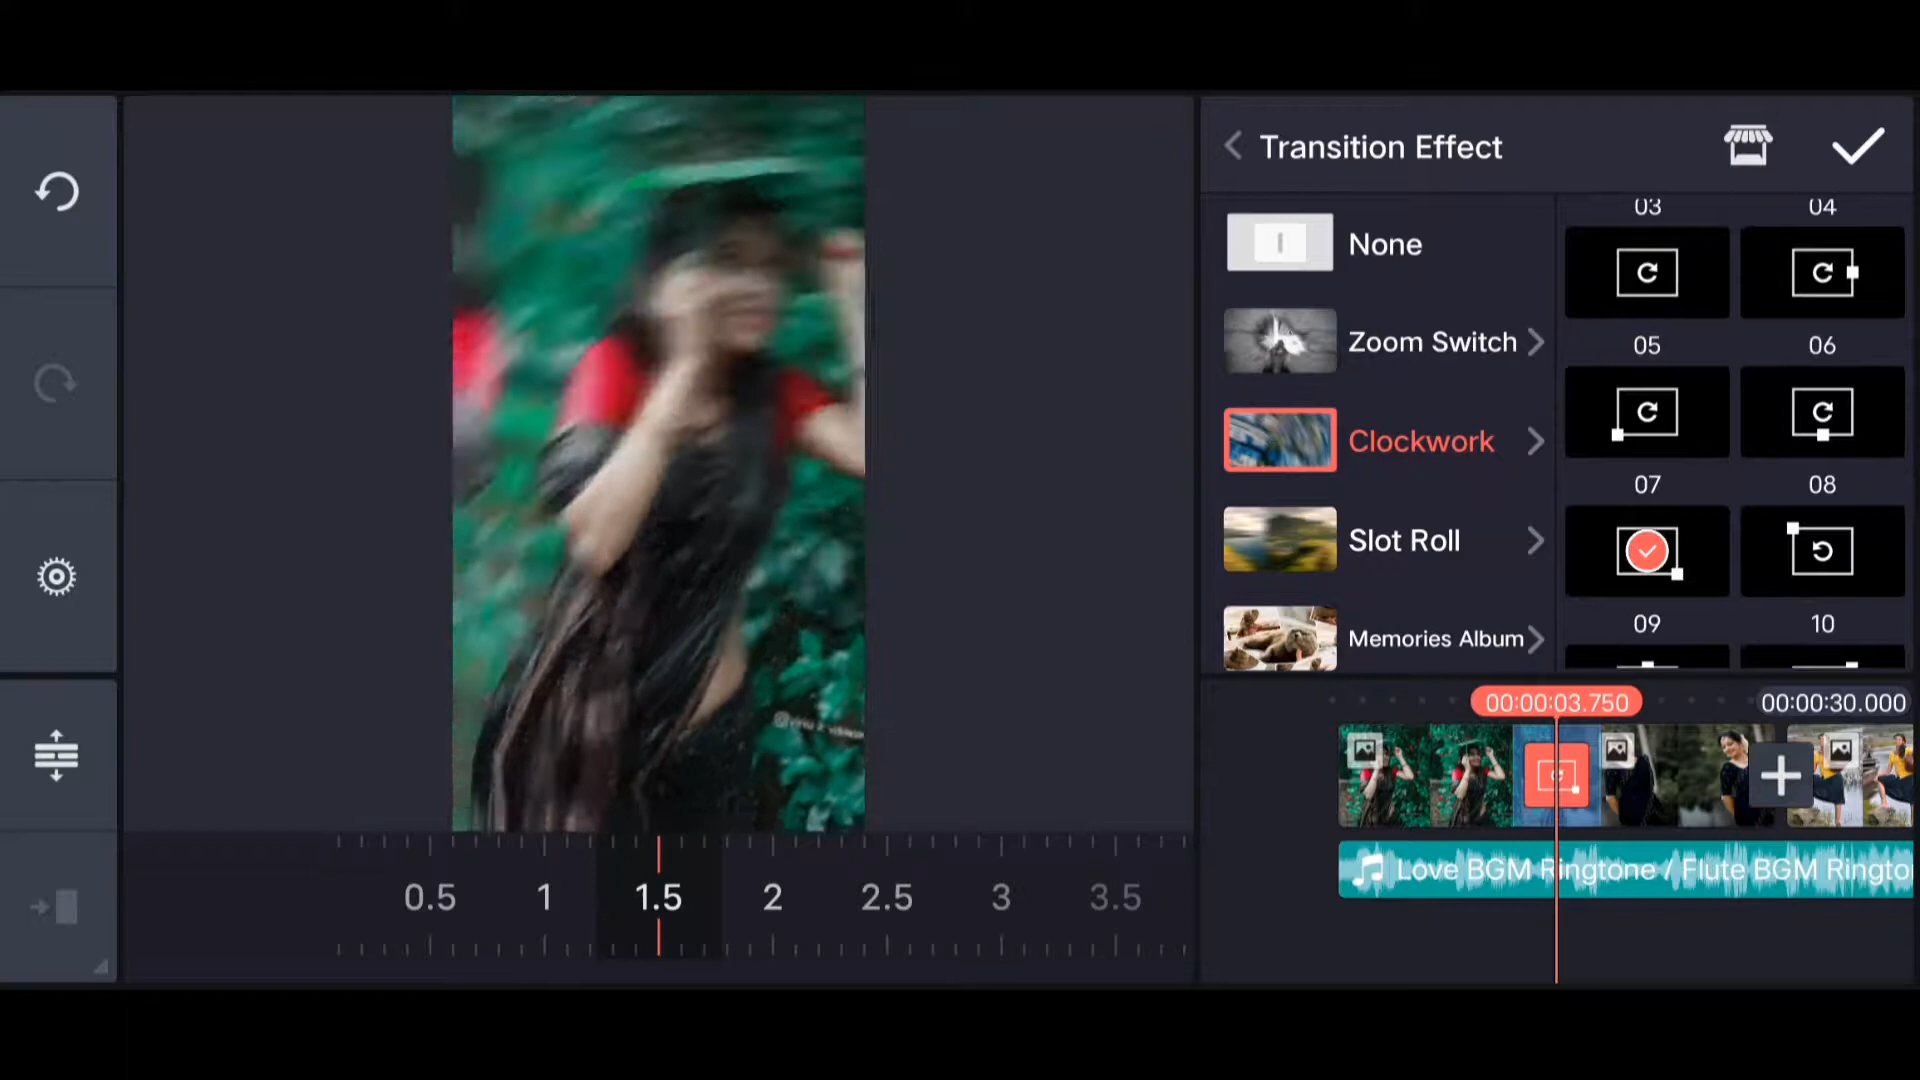 Transition Effect
None
Zoom Switch
Clockwork
Slot Roll
Memories Album
03
04
05
06
07
08
09
10
0.5
1
1.5
2
2.5
3
3.5
00:00:03.750
00:00:30.000
Love BGM Ringtone / Flute BGM Ringto